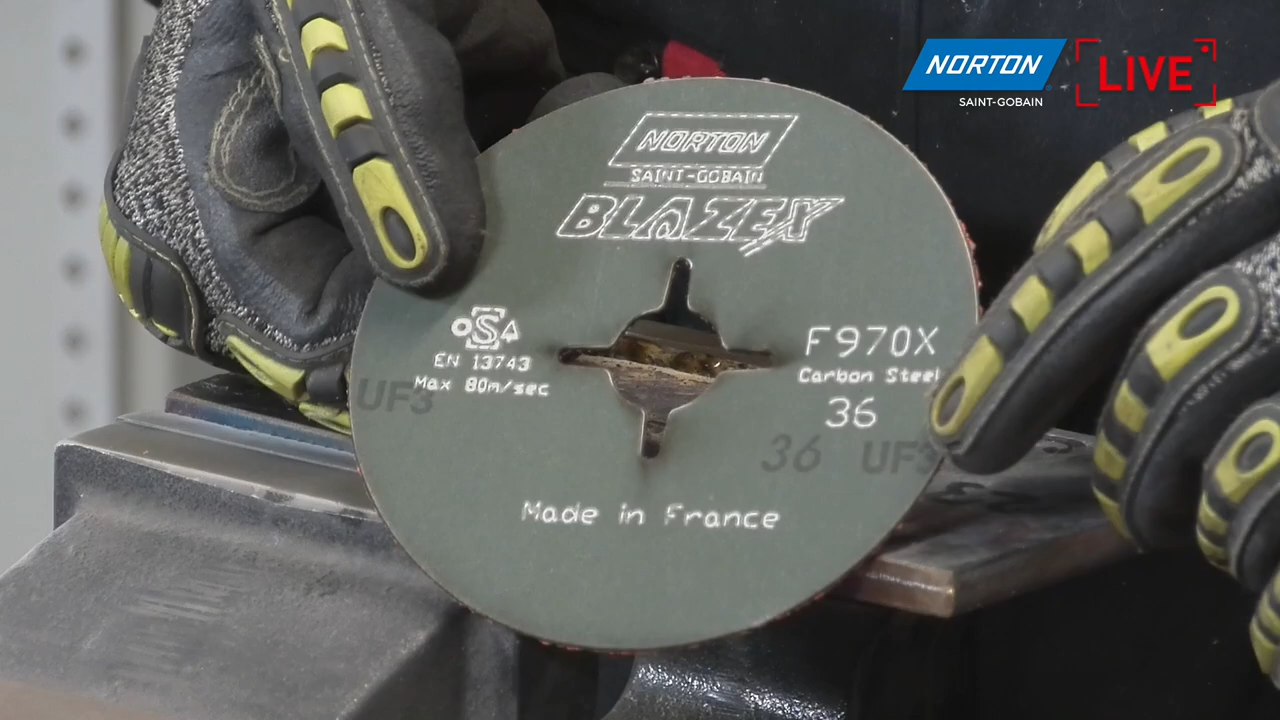 NORTON
SAINT-GOBAIN
LIVE
NORTON
SAINT-GOBAIN
BLAZEX
oSa
EN 13743
Max 80m/sec
F970X
Carbon Steel
36
UF3
36 UF3
Made in France